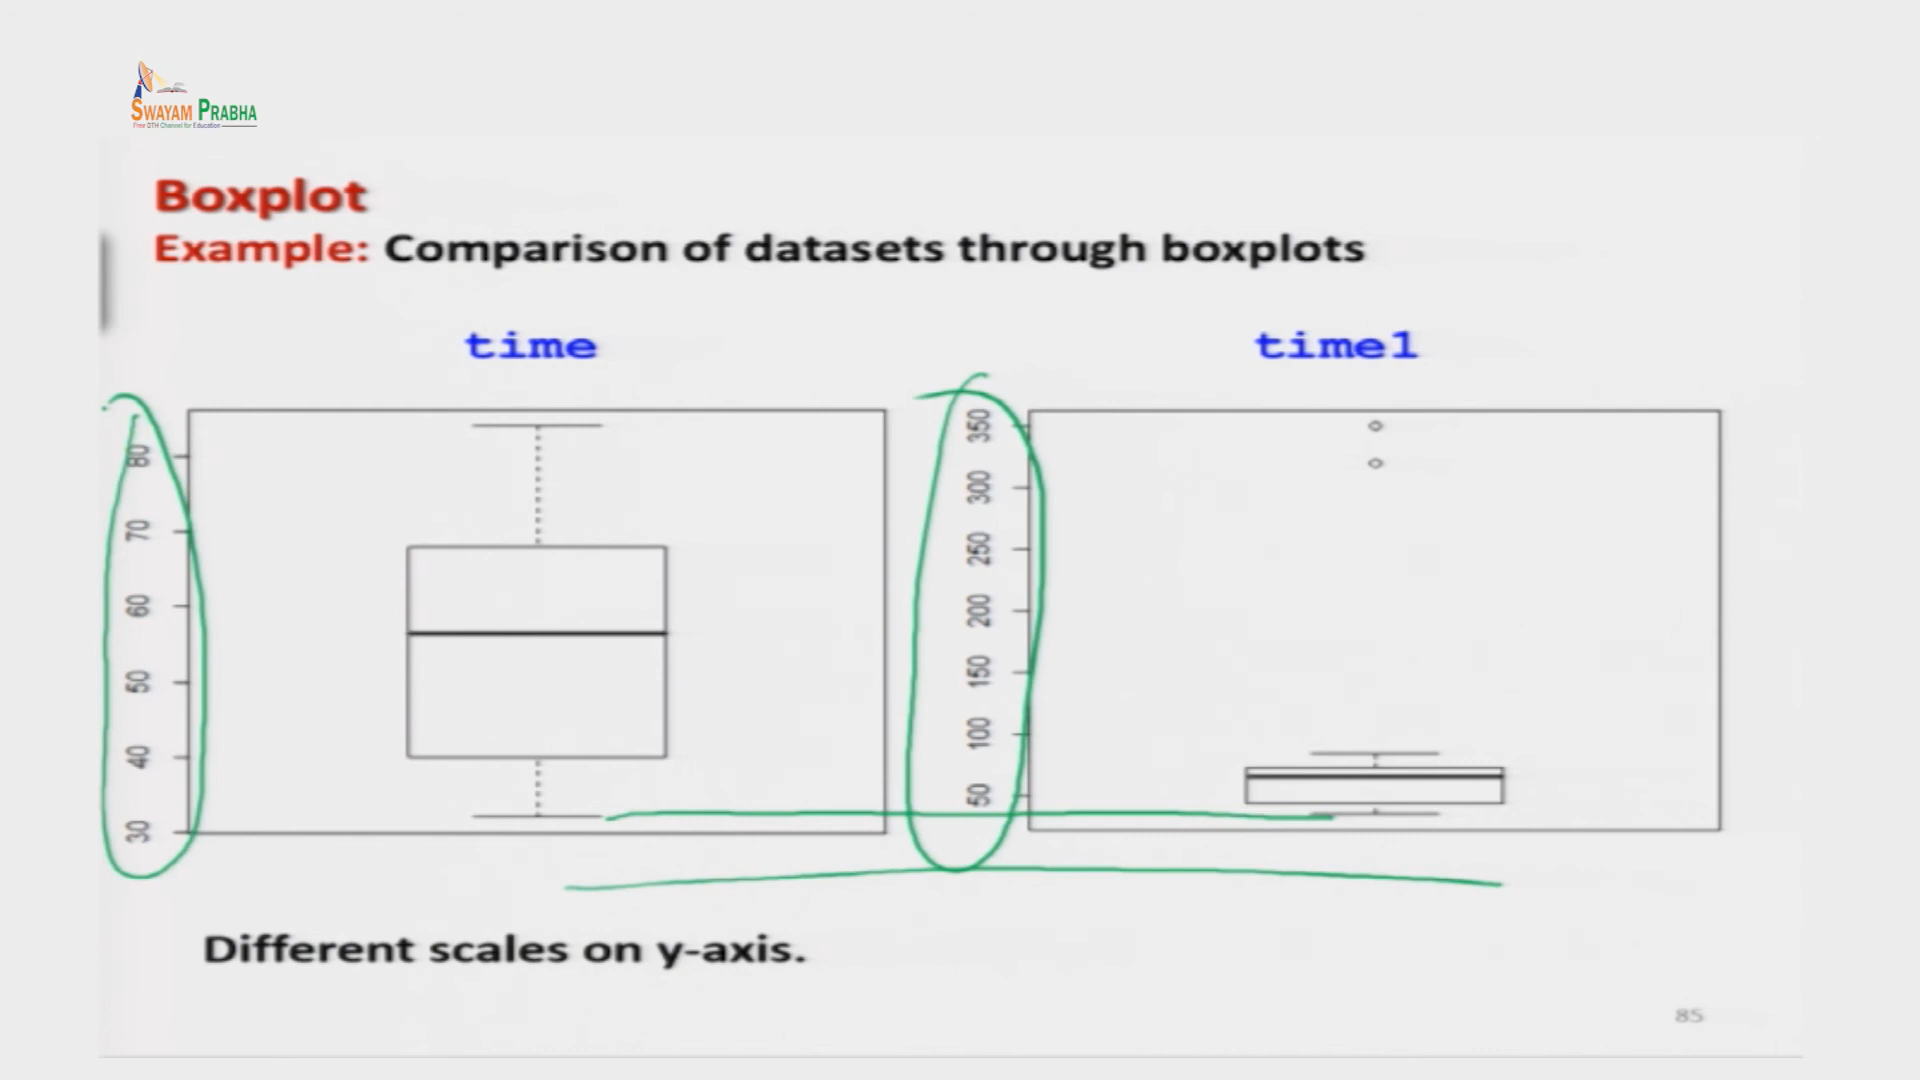 SWAYAM PRABHA
Free DTH Channel for Education
Boxplot
Example: Comparison of datasets through boxplots
time
time1
80
70
60
50
40
30
350
300
250
200
150
100
50
Different scales on y-axis.
85